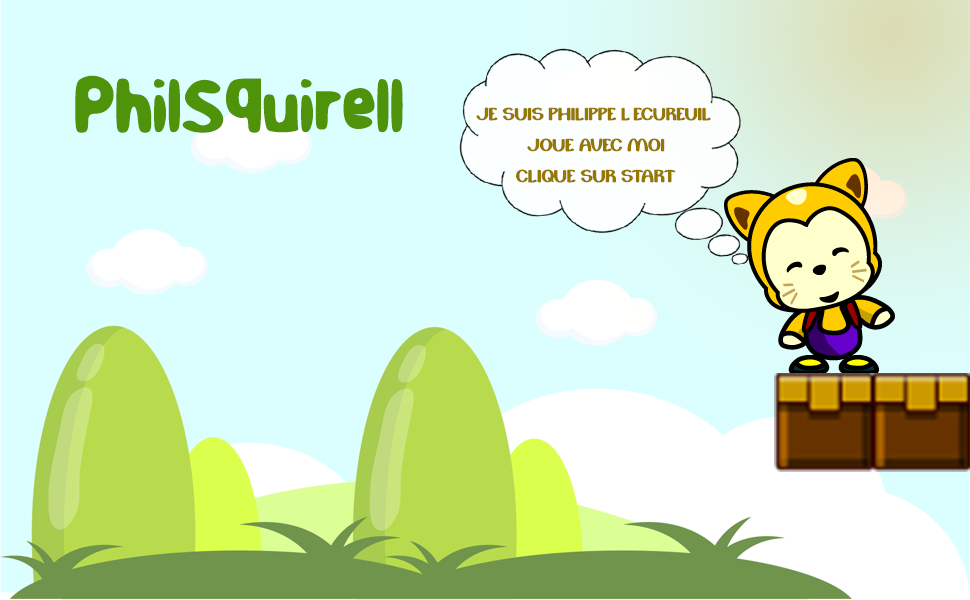 PhilSquirell
JE SUIS PHILIPPE L ECUREUIL
JOUE AVEC MOI
CLIQUE SUR START